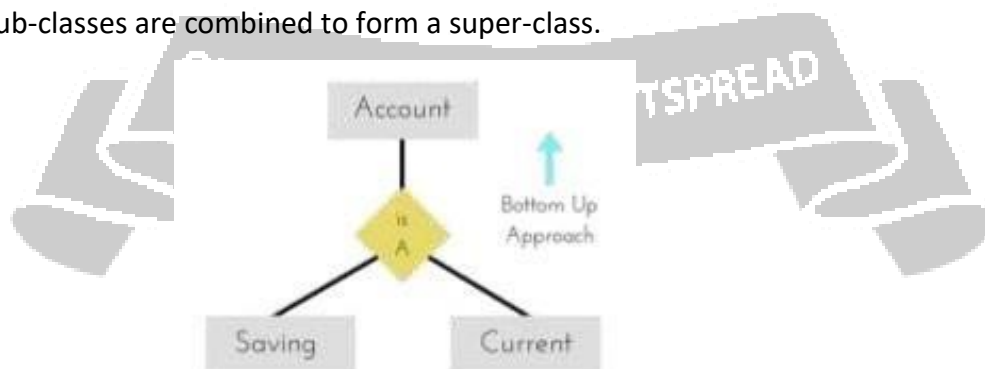 ub-classes are combined to form a super-class.
TSPREAD
Account
is
A
Bottom Up
Approach
Saving
Current